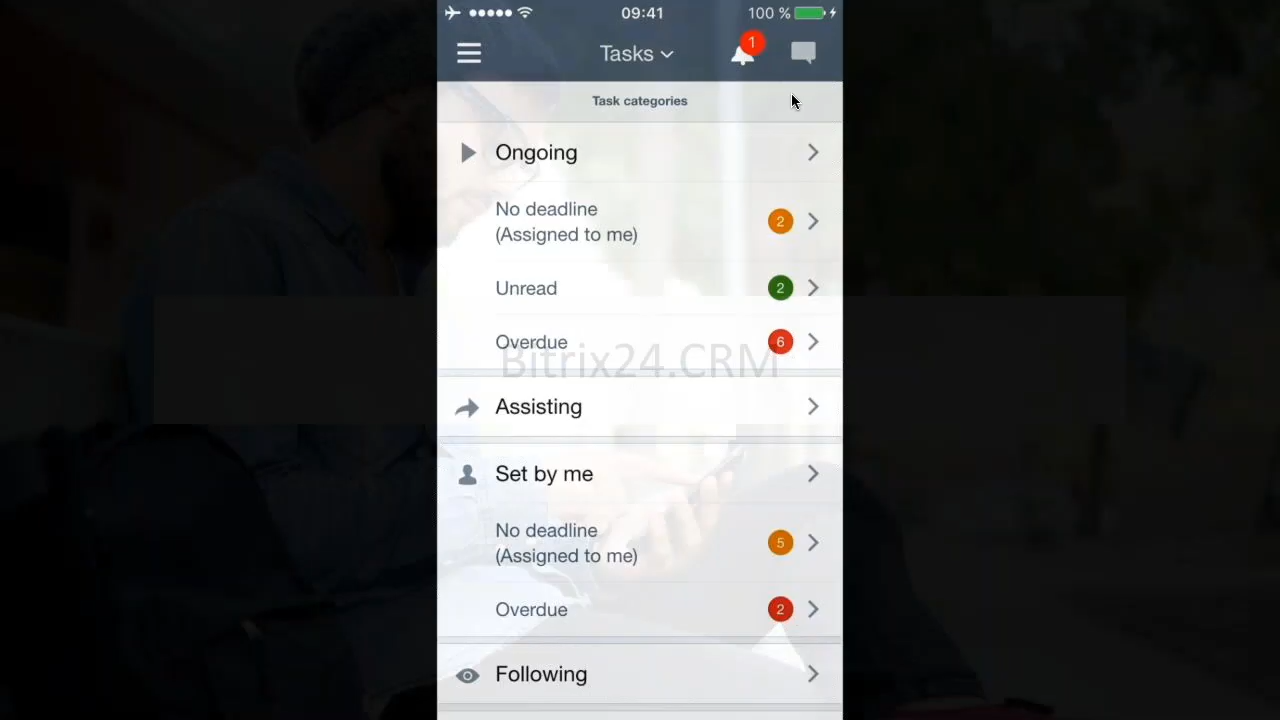 09:41
100 %
Tasks
1
Task categories
Ongoing
No deadline
(Assigned to me)
2
Unread
2
Overdue
6
Bitrix24.CRM
Assisting
Set by me
No deadline
(Assigned to me)
5
Overdue
2
Following